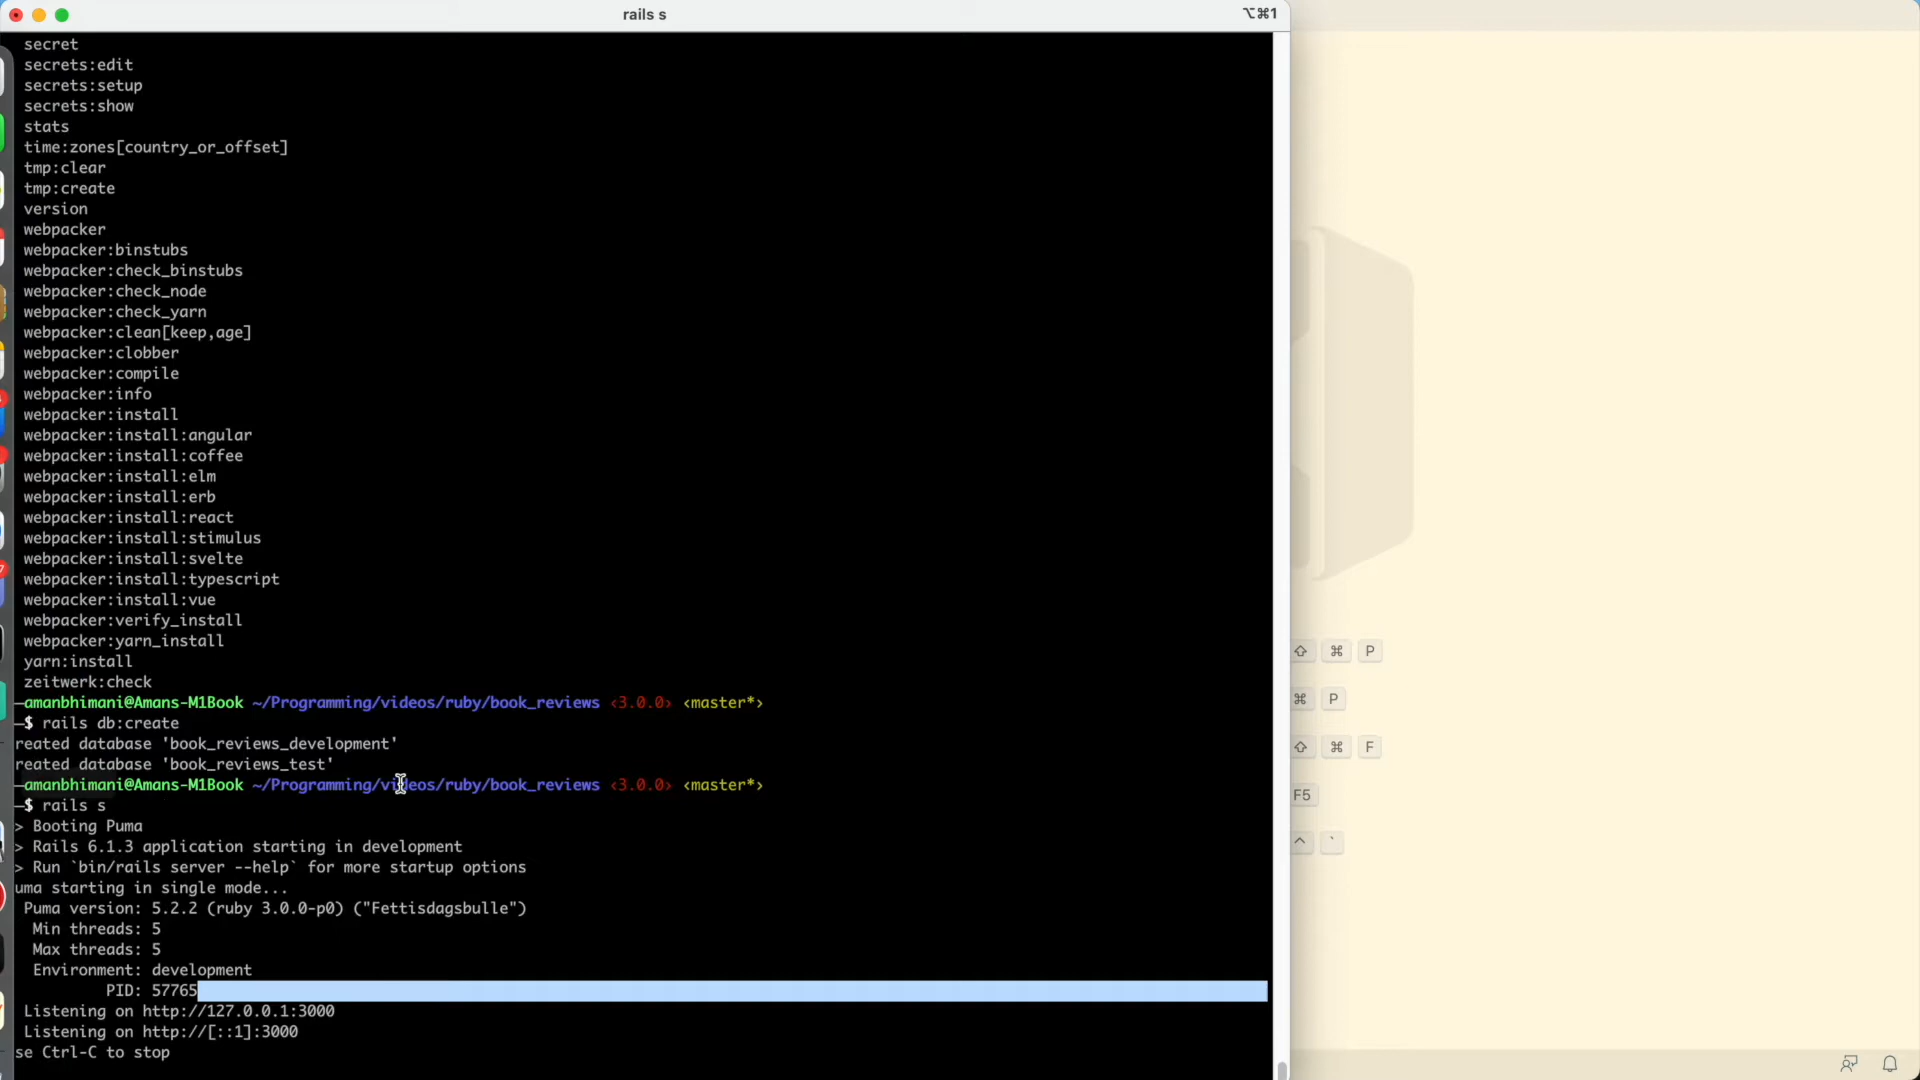 rails s
⌥⌘1
secret
secrets:edit
secrets:setup
secrets:show
stats
time:zones[country_or_offset]
tmp:clear
tmp:create
version
webpacker
webpacker:binstubs
webpacker:check_binstubs
webpacker:check_node
webpacker:check_yarn
webpacker:clean[keep,age]
webpacker:clobber
webpacker:compile
webpacker:info
webpacker:install
webpacker:install:angular
webpacker:install:coffee
webpacker:install:elm
webpacker:install:erb
webpacker:install:react
webpacker:install:stimulus
webpacker:install:svelte
webpacker:install:typescript
webpacker:install:vue
webpacker:verify_install
webpacker:yarn_install
yarn:install
zeitwerk:check
—amanbhimani@Amans-M1Book ~/Programming/videos/ruby/book_reviews ‹3.0.0› ‹master*›
—$ rails db:create
reated database 'book_reviews_development'
reated database 'book_reviews_test'
—amanbhimani@Amans-M1Book ~/Programming/videos/ruby/book_reviews ‹3.0.0› ‹master*›
—$ rails s
> Booting Puma
> Rails 6.1.3 application starting in development
> Run `bin/rails server --help` for more startup options
uma starting in single mode...
Puma version: 5.2.2 (ruby 3.0.0-p0) ("Fettisdagsbulle")
Min threads: 5
Max threads: 5
Environment: development
PID: 57765
Listening on http://127.0.0.1:3000
Listening on http://[::1]:3000
se Ctrl-C to stop
⇧ ⌘ P
⌘ P
⇧ ⌘ F
F5
^ `